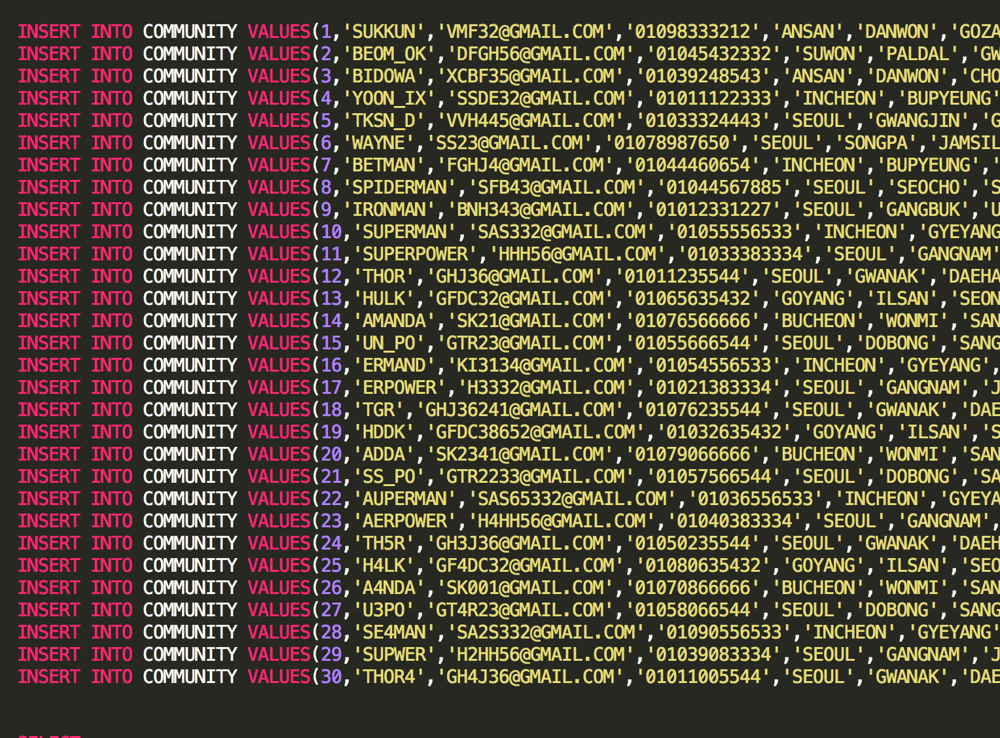 INSERT INTO COMMUNITY VALUES(1,'SUKKUN','VMF32@GMAIL.COM','01098333212','ANSAN','DANWON','GOZA
INSERT INTO COMMUNITY VALUES(2,'BEOM_OK','DFGH56@GMAIL.COM','01045432332','SUWON','PALDAL','GW
INSERT INTO COMMUNITY VALUES(3,'BIDOWA','XCBF35@GMAIL.COM','01039248543','ANSAN','DANWON','CHO
INSERT INTO COMMUNITY VALUES(4,'YOON_IX','SSDE32@GMAIL.COM','01011122333','INCHEON','BUPYEUNG'
INSERT INTO COMMUNITY VALUES(5,'TKSN_D','VVH445@GMAIL.COM','01033324443','SEOUL','GWANGJIN','G
INSERT INTO COMMUNITY VALUES(6,'WAYNE','SS23@GMAIL.COM','01078987650','SEOUL','SONGPA','JAMSIL
INSERT INTO COMMUNITY VALUES(7,'BETMAN','FGHJ4@GMAIL.COM','01044460654','INCHEON','BUPYEUNG','
INSERT INTO COMMUNITY VALUES(8,'SPIDERMAN','SFB43@GMAIL.COM','01044567885','SEOUL','SEOCHO','S
INSERT INTO COMMUNITY VALUES(9,'IRONMAN','BNH343@GMAIL.COM','01012331227','SEOUL','GANGBUK','U
INSERT INTO COMMUNITY VALUES(10,'SUPERMAN','SAS332@GMAIL.COM','01055556533','INCHEON','GYEYANG
INSERT INTO COMMUNITY VALUES(11,'SUPERPOWER','HHH56@GMAIL.COM','01033383334','SEOUL','GANGNAM'
INSERT INTO COMMUNITY VALUES(12,'THOR','GHJ36@GMAIL.COM','01011235544','SEOUL','GWANAK','DAEHA
INSERT INTO COMMUNITY VALUES(13,'HULK','GFDC32@GMAIL.COM','01065635432','GOYANG','ILSAN','SEON
INSERT INTO COMMUNITY VALUES(14,'AMANDA','SK21@GMAIL.COM','01076566666','BUCHEON','WONMI','SAN
INSERT INTO COMMUNITY VALUES(15,'UN_PO','GTR23@GMAIL.COM','01055666544','SEOUL','DOBONG','SANG
INSERT INTO COMMUNITY VALUES(16,'ERMAND','KI3134@GMAIL.COM','01054556533','INCHEON','GYEYANG',
INSERT INTO COMMUNITY VALUES(17,'ERPOWER','H3332@GMAIL.COM','01021383334','SEOUL','GANGNAM','J
INSERT INTO COMMUNITY VALUES(18,'TGR','GHJ36241@GMAIL.COM','01076235544','SEOUL','GWANAK','DAE
INSERT INTO COMMUNITY VALUES(19,'HDDK','GFDC38652@GMAIL.COM','01032635432','GOYANG','ILSAN','S
INSERT INTO COMMUNITY VALUES(20,'ADDA','SK2341@GMAIL.COM','01079066666','BUCHEON','WONMI','SAN
INSERT INTO COMMUNITY VALUES(21,'SS_PO','GTR2233@GMAIL.COM','01057566544','SEOUL','DOBONG','SA
INSERT INTO COMMUNITY VALUES(22,'AUPERMAN','SAS65332@GMAIL.COM','01036556533','INCHEON','GYEYA
INSERT INTO COMMUNITY VALUES(23,'AERPOWER','H4HH56@GMAIL.COM','01040383334','SEOUL','GANGNAM',
INSERT INTO COMMUNITY VALUES(24,'TH5R','GH3J36@GMAIL.COM','01050235544','SEOUL','GWANAK','DAEH
INSERT INTO COMMUNITY VALUES(25,'H4LK','GF4DC32@GMAIL.COM','01080635432','GOYANG','ILSAN','SEO
INSERT INTO COMMUNITY VALUES(26,'A4NDA','SK001@GMAIL.COM','01070866666','BUCHEON','WONMI','SAN
INSERT INTO COMMUNITY VALUES(27,'U3PO','GT4R23@GMAIL.COM','01058066544','SEOUL','DOBONG','SANG
INSERT INTO COMMUNITY VALUES(28,'SE4MAN','SA2S332@GMAIL.COM','01090556533','INCHEON','GYEYANG'
INSERT INTO COMMUNITY VALUES(29,'SUPWER','H2HH56@GMAIL.COM','01039083334','SEOUL','GANGNAM','J
INSERT INTO COMMUNITY VALUES(30,'THOR4','GH4J36@GMAIL.COM','01011005544','SEOUL','GWANAK','DAE